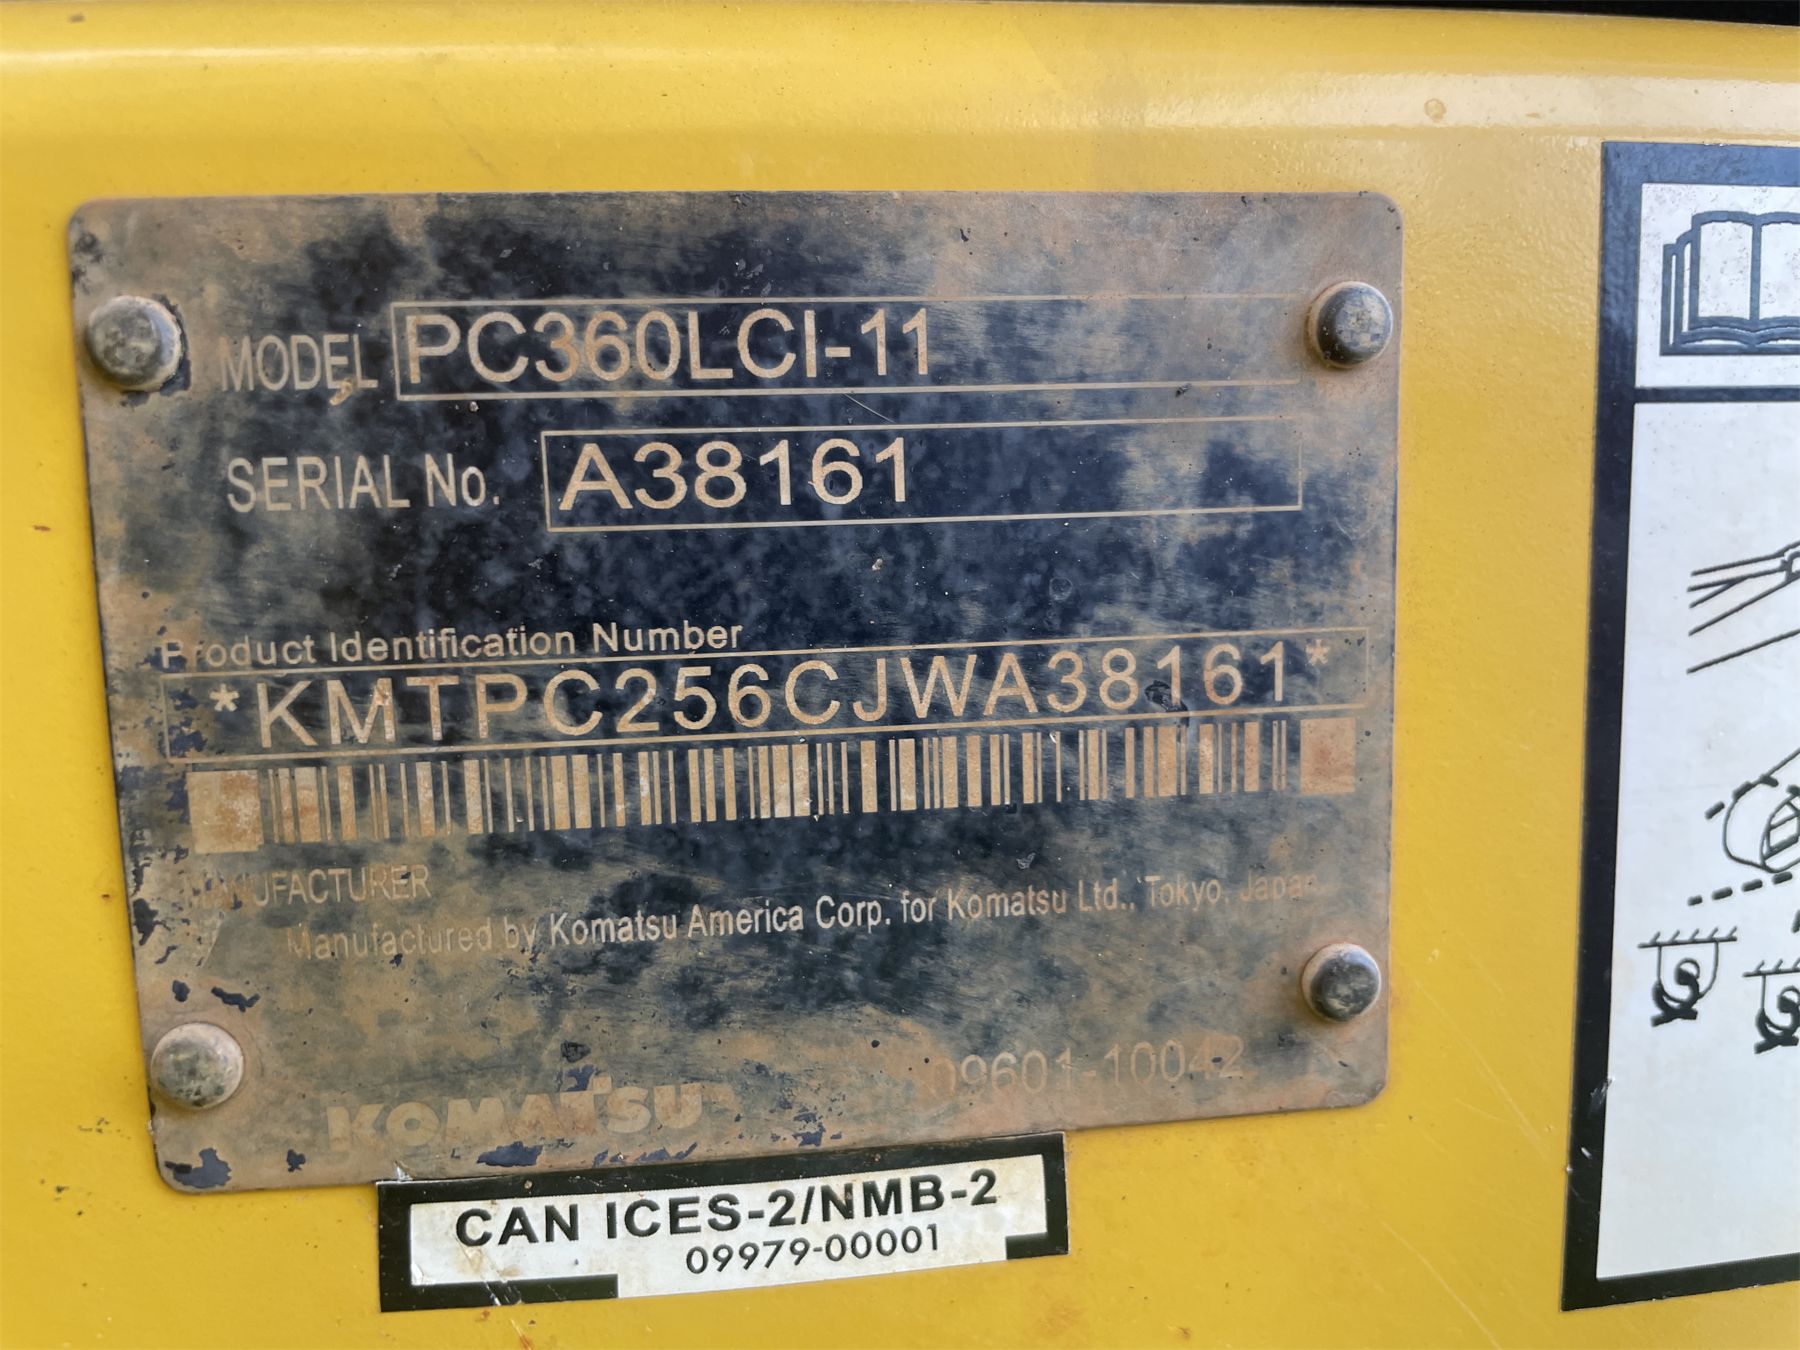 MODEL PC360LCI-11
SERIAL No. A38161
Product Identification Number
*KMTPC256CJWA38161*
MANUFACTURER
Manufactured by Komatsu America Corp. for Komatsu Ltd., Tokyo, Japan.
KOMATSU
09601-10042
CAN ICES-2/NMB-2
09979-00001